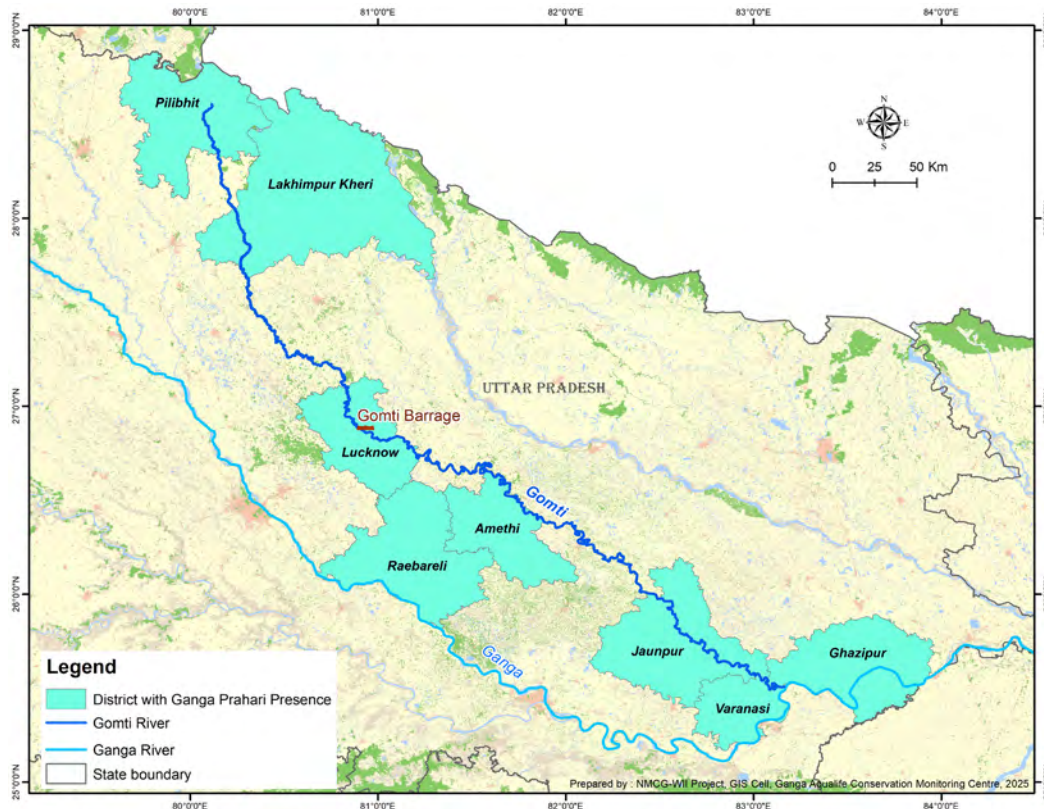 80°0'0"E 81°0'0"E 82°0'0"E 83°0'0"E 84°0'0"E
29°0'0"N
28°0'0"N
27°0'0"N
26°0'0"N
25°0'0"N
N
W E
S
0 25 50 Km
Pilibhit
Lakhimpur Kheri
UTTAR PRADESH
Gomti Barrage
Lucknow
Gomti
Amethi
Raebareli
Ganga
Jaunpur
Ghazipur
Varanasi
Legend
District with Ganga Prahari Presence
Gomti River
Ganga River
State boundary
Prepared by : NMCG-WII Project, GIS Cell, Ganga Aqualife Conservation Monitoring Centre, 2025
80°0'0"E 81°0'0"E 82°0'0"E 83°0'0"E 84°0'0"E